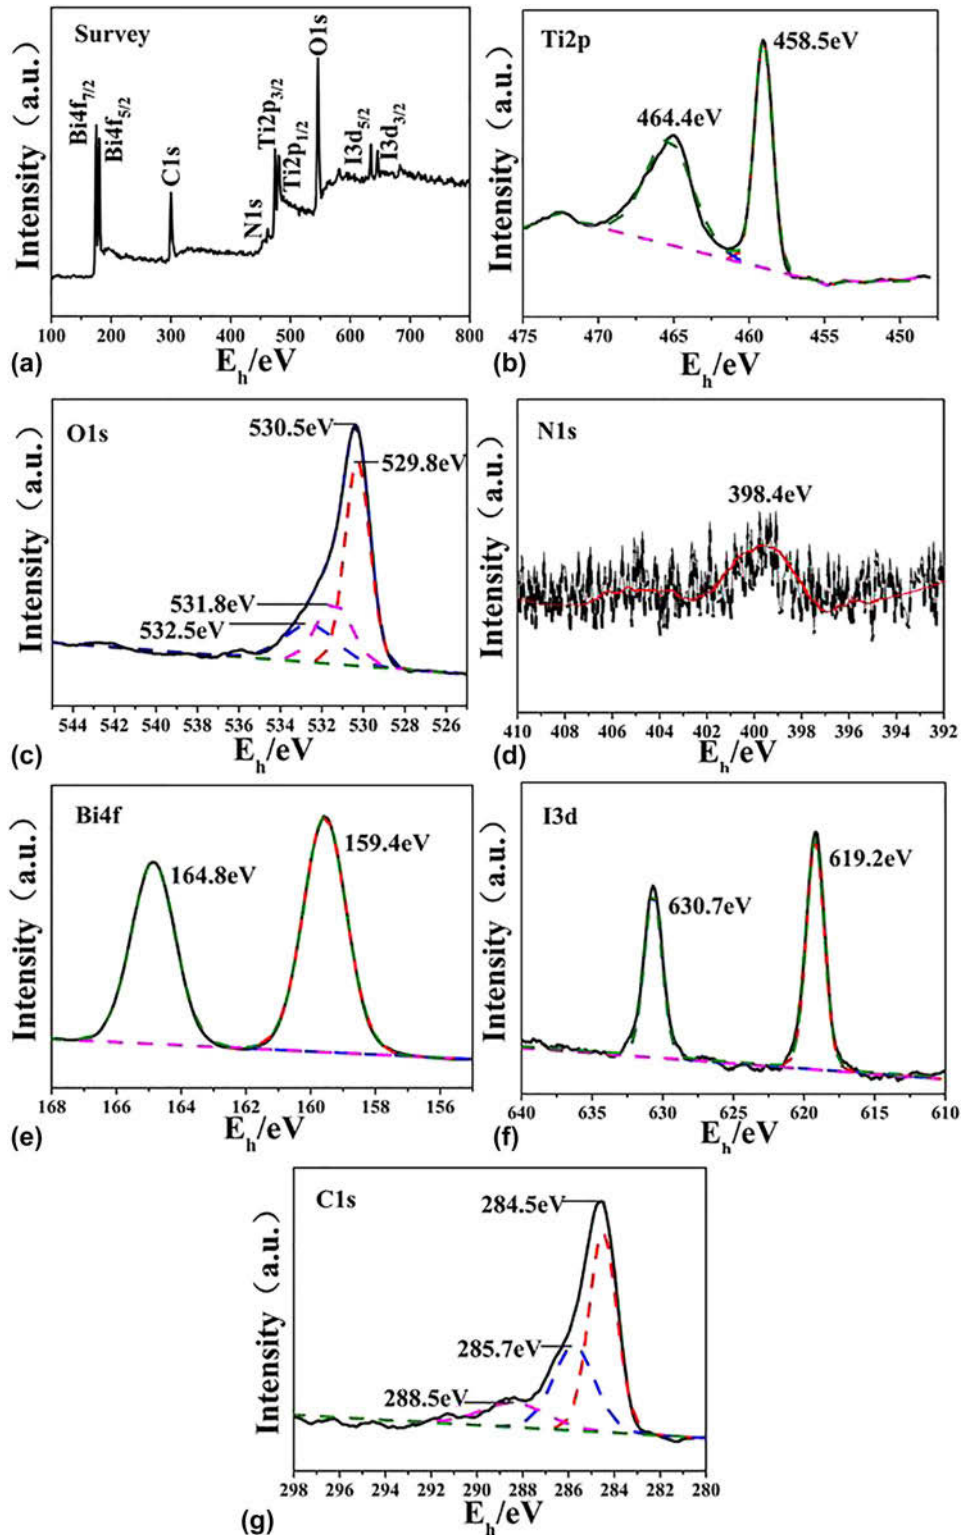 Survey
Intensity (a.u.)
Bi4f7/2
Bi4f5/2
C1s
N1s
Ti2p3/2
Ti2p1/2
O1s
I3d5/2
I3d3/2
100 200 300 400 500 600 700 800
(a)
Eh/eV
Ti2p
458.5eV
464.4eV
Intensity (a.u.)
475 470 465 460 455 450
(b)
Eh/eV
O1s
530.5eV
529.8eV
531.8eV
532.5eV
Intensity (a.u.)
544 542 540 538 536 534 532 530 528 526
(c)
Eh/eV
N1s
398.4eV
Intensity (a.u.)
410 408 406 404 402 400 398 396 394 392
(d)
Eh/eV
Bi4f
164.8eV
159.4eV
Intensity (a.u.)
168 166 164 162 160 158 156
(e)
Eh/eV
I3d
619.2eV
630.7eV
Intensity (a.u.)
640 635 630 625 620 615 610
(f)
Eh/eV
C1s
284.5eV
285.7eV
288.5eV
Intensity (a.u.)
298 296 294 292 290 288 286 284 282 280
(g)
Eh/eV